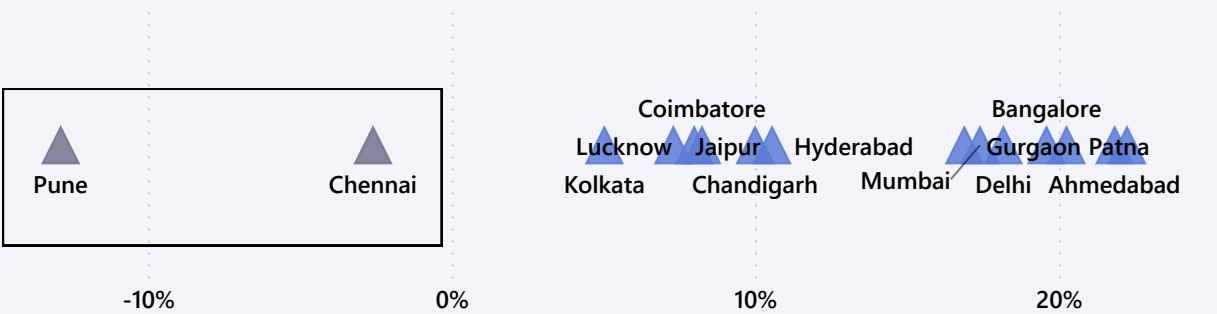 Coimbatore
Bangalore
Lucknow
Jaipur
Hyderabad
Gurgaon
Patna
Pune
Chennai
Kolkata
Chandigarh
Mumbai
Delhi
Ahmedabad
-10%
0%
10%
20%